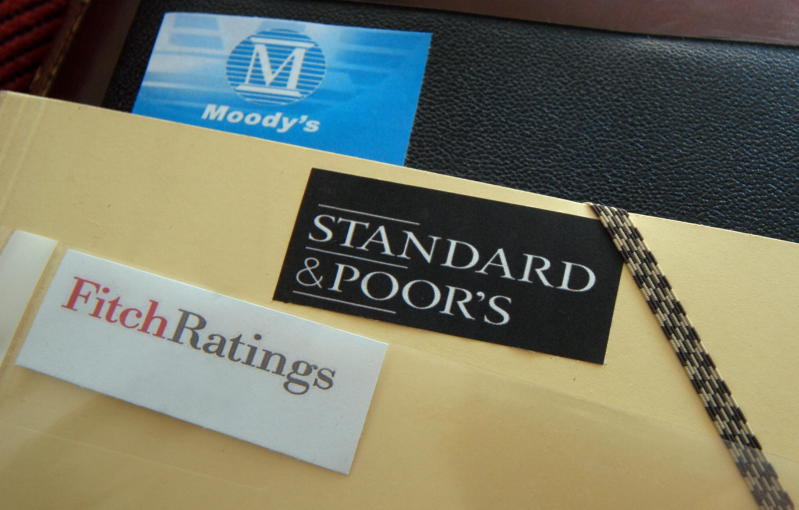 M
Moody's
STANDARD
&POOR'S
FitchRatings